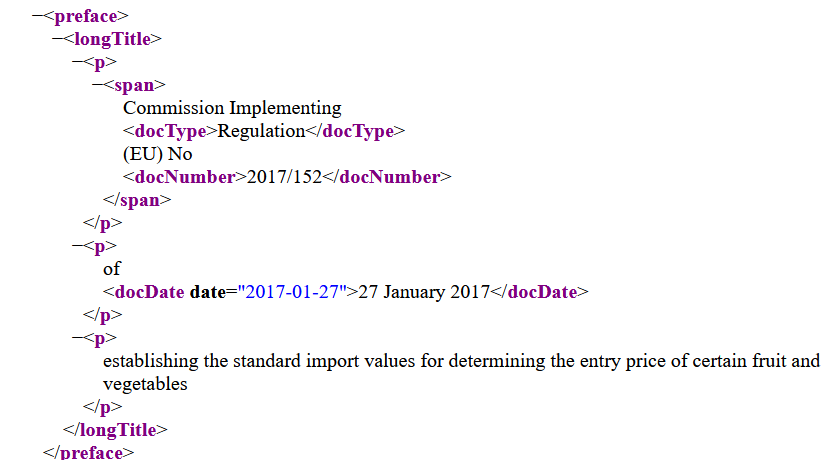 −<preface>
−<longTitle>
−<p>
−<span>
Commission Implementing
<docType>Regulation</docType>
(EU) No
<docNumber>2017/152</docNumber>
</span>
</p>
−<p>
of
<docDate date="2017-01-27">27 January 2017</docDate>
</p>
−<p>
establishing the standard import values for determining the entry price of certain fruit and
vegetables
</p>
</longTitle>
</preface>